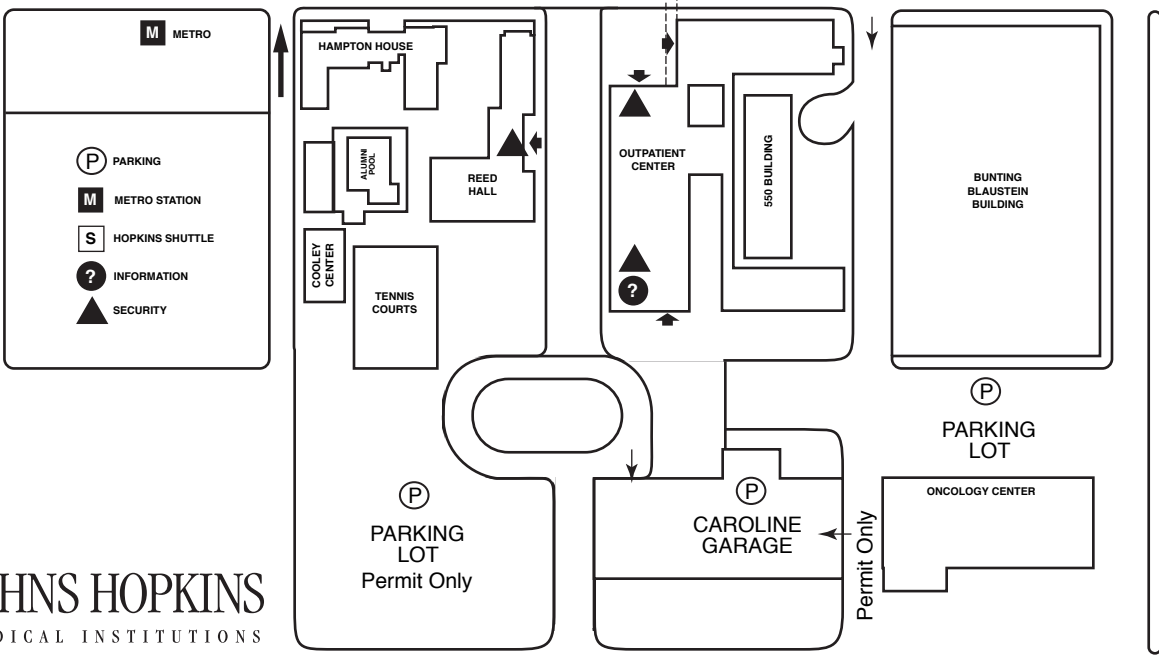 M METRO
P PARKING
M METRO STATION
S HOPKINS SHUTTLE
? INFORMATION
SECURITY
HNS HOPKINS
DICAL INSTITUTIONS
HAMPTON HOUSE
ALUMNI
POOL
REED
HALL
COOLEY
CENTER
TENNIS
COURTS
P
PARKING
LOT
Permit Only
OUTPATIENT
CENTER
?
550 BUILDING
P
CAROLINE
GARAGE
Permit Only
BUNTING
BLAUSTEIN
BUILDING
P
PARKING
LOT
ONCOLOGY CENTER